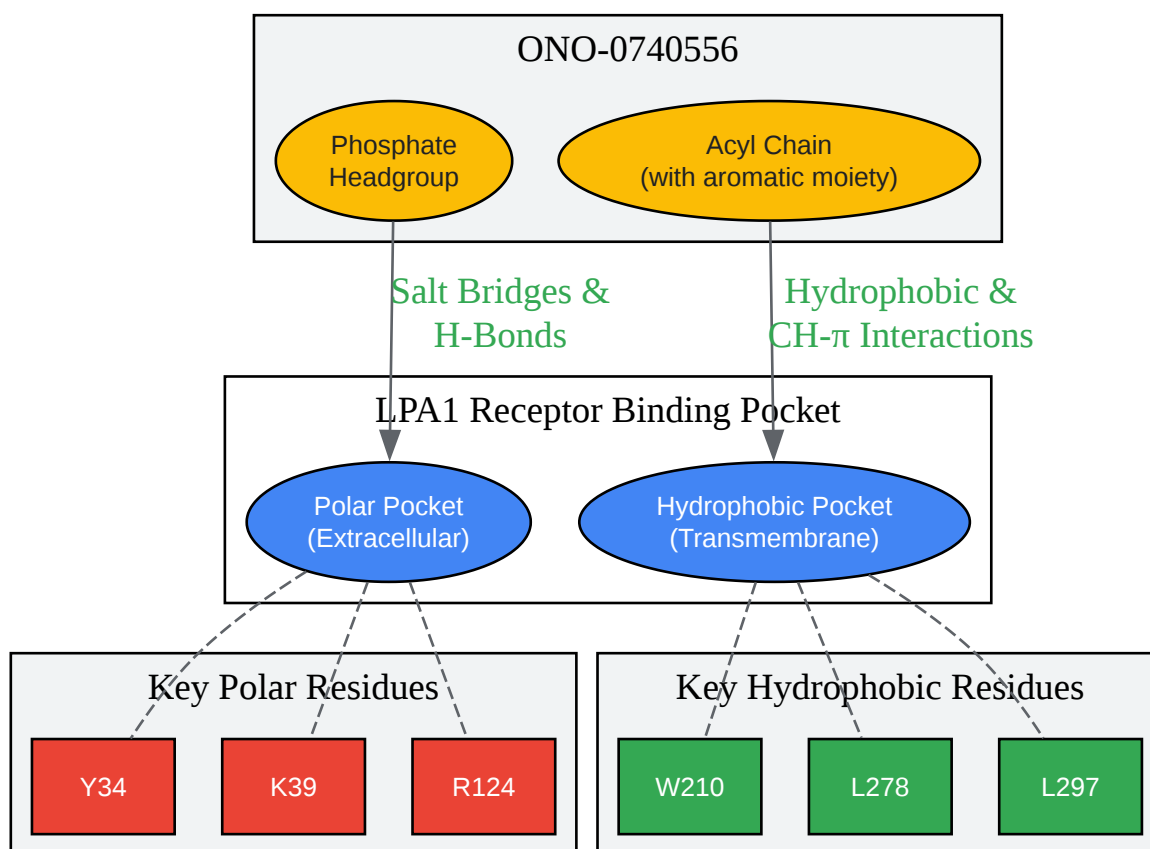 ONO-0740556
Phosphate
Headgroup
Acyl Chain
(with aromatic moiety)
Salt Bridges &
H-Bonds
Hydrophobic &
CH-π Interactions
LPA1 Receptor Binding Pocket
Polar Pocket
(Extracellular)
Hydrophobic Pocket
(Transmembrane)
Key Polar Residues
Y34
K39
R124
Key Hydrophobic Residues
W210
L278
L297